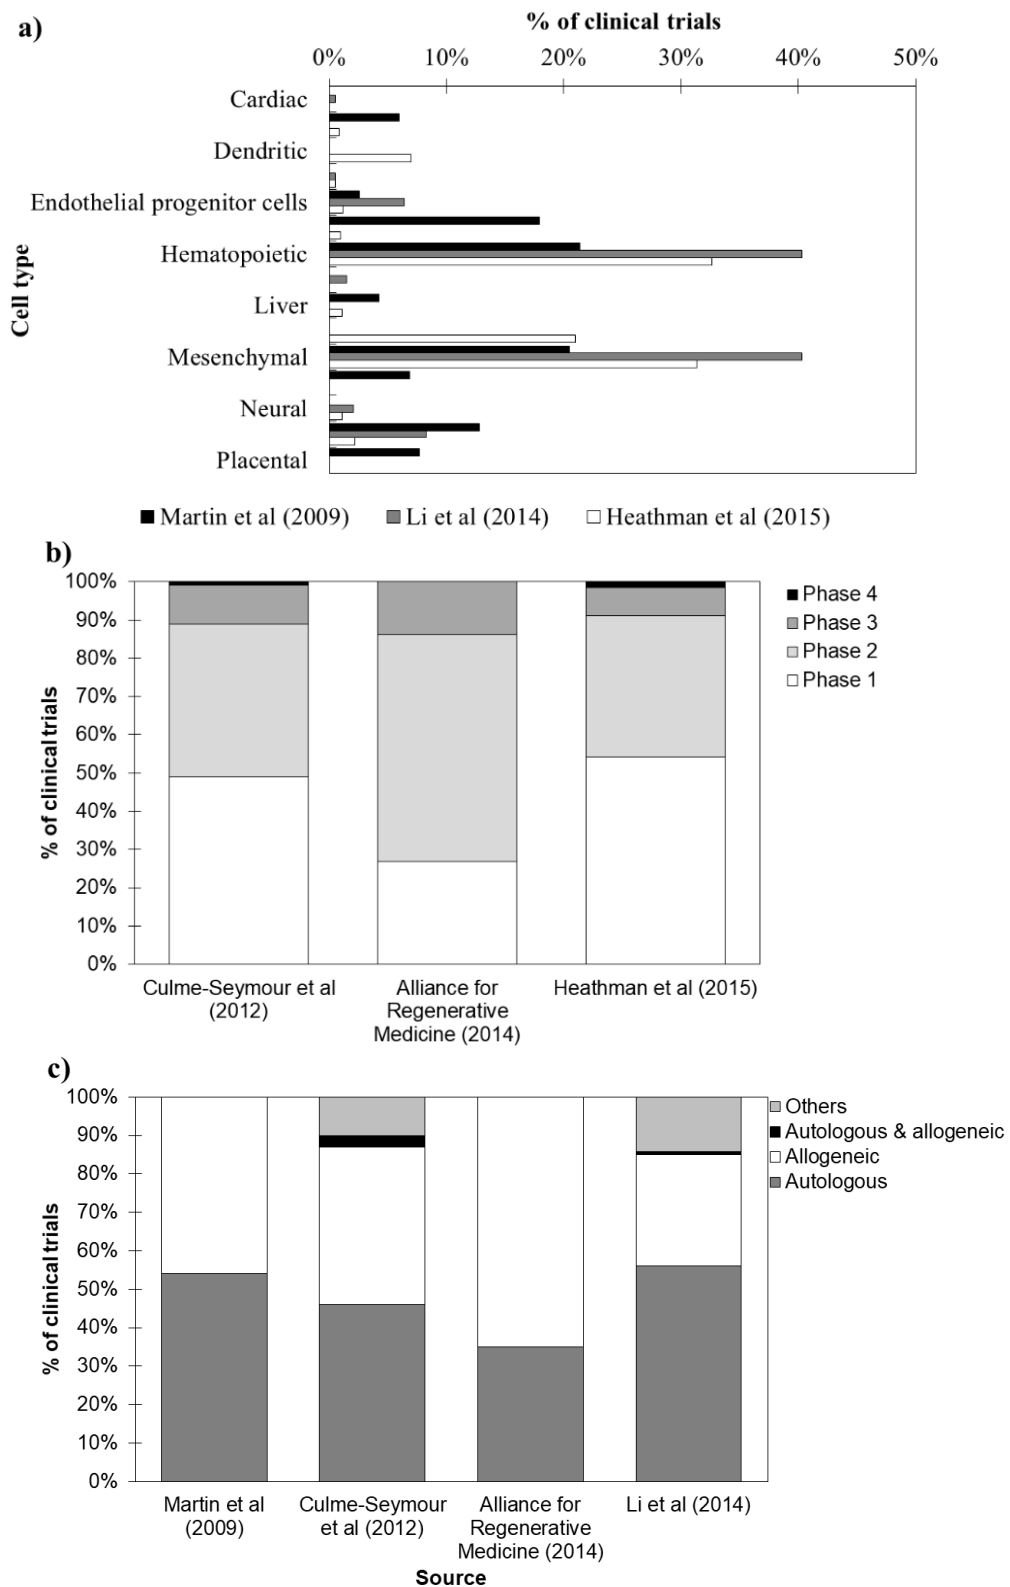 a)
% of clinical trials
0% 10% 20% 30% 40% 50%
Cardiac
Dendritic
Endothelial progenitor cells
Hematopoietic
Liver
Mesenchymal
Neural
Placental
Cell type
Martin et al (2009) Li et al (2014) Heathman et al (2015)
b)
100%
90%
80%
70%
60%
50%
40%
30%
20%
10%
0%
% of clinical trials
Phase 4
Phase 3
Phase 2
Phase 1
Culme-Seymour et al
(2012)
Alliance for
Regenerative
Medicine (2014)
Heathman et al (2015)
c)
100%
90%
80%
70%
60%
50%
40%
30%
20%
10%
0%
% of clinical trials
Others
Autologous & allogeneic
Allogeneic
Autologous
Martin et al
(2009)
Culme-Seymour
et al (2012)
Alliance for
Regenerative
Medicine (2014)
Li et al (2014)
Source